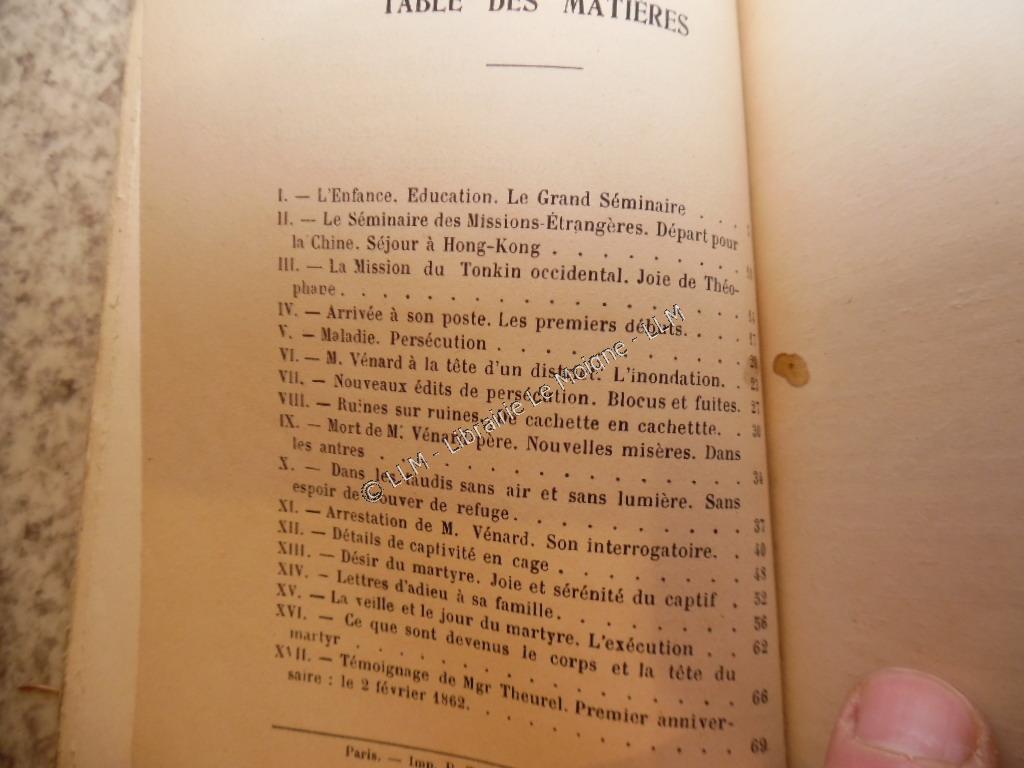 TABLE DES MATIÈRES
I. — L'Enfance. Education. Le Grand Séminaire . . .
II. — Le Séminaire des Missions-Étrangères. Départ pour
la Chine. Séjour à Hong-Kong . . . . . . . .
III. — La Mission du Tonkin occidental. Joie de Théo-
phane. . . . . . . . . . . . . . .
IV. — Arrivée à son poste. Les premiers débuts. . . 17
V. — Maladie. Persécution . . . . . . . . . 20
VI. — M. Vénard à la tête d'un district. L'inondation. . 23
VII. — Nouveaux édits de persécution. Blocus et fuites. 27
VIII. — Ruines sur ruines. De cachette en cachettte. . 30
IX. — Mort de M. Vénard père. Nouvelles misères. Dans
les antres . . . . . . . . . . . . . 34
X. — Dans les taudis sans air et sans lumière. Sans
espoir de trouver de refuge. . . . . . . . . 37
XI. — Arrestation de M. Vénard. Son interrogatoire. . 40
XII. — Détails de captivité en cage . . . . . . . 48
XIII. — Désir du martyre. Joie et sérénité du captif . 52
XIV. — Lettres d'adieu à sa famille. . . . . . . . 56
XV. — La veille et le jour du martyre. L'exécution . . 62
XVI. — Ce que sont devenus le corps et la tête du
martyr . . . . . . . . . . . . . . 66
XVII. — Témoignage de Mgr Theurel. Premier anniver-
saire : le 2 février 1862. . . . . . . . . . 69
Paris. — Imp.
© LLM - Librairie Le Moigne - LLM